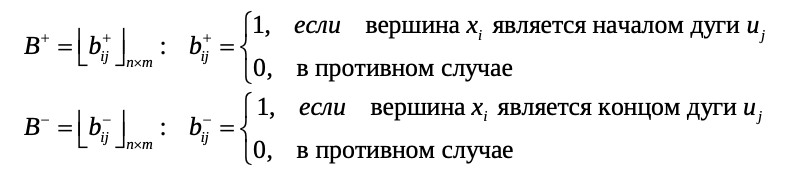 B⁺ = ⌊b⁺ᵢⱼ⌋ₙₓₘ : b⁺ᵢⱼ = { 1, если вершина xᵢ является началом дуги uⱼ
0, в противном случае
B⁻ = ⌊b⁻ᵢⱼ⌋ₙₓₘ : b⁻ᵢⱼ = { 1, если вершина xᵢ является концом дуги uⱼ
0, в противном случае